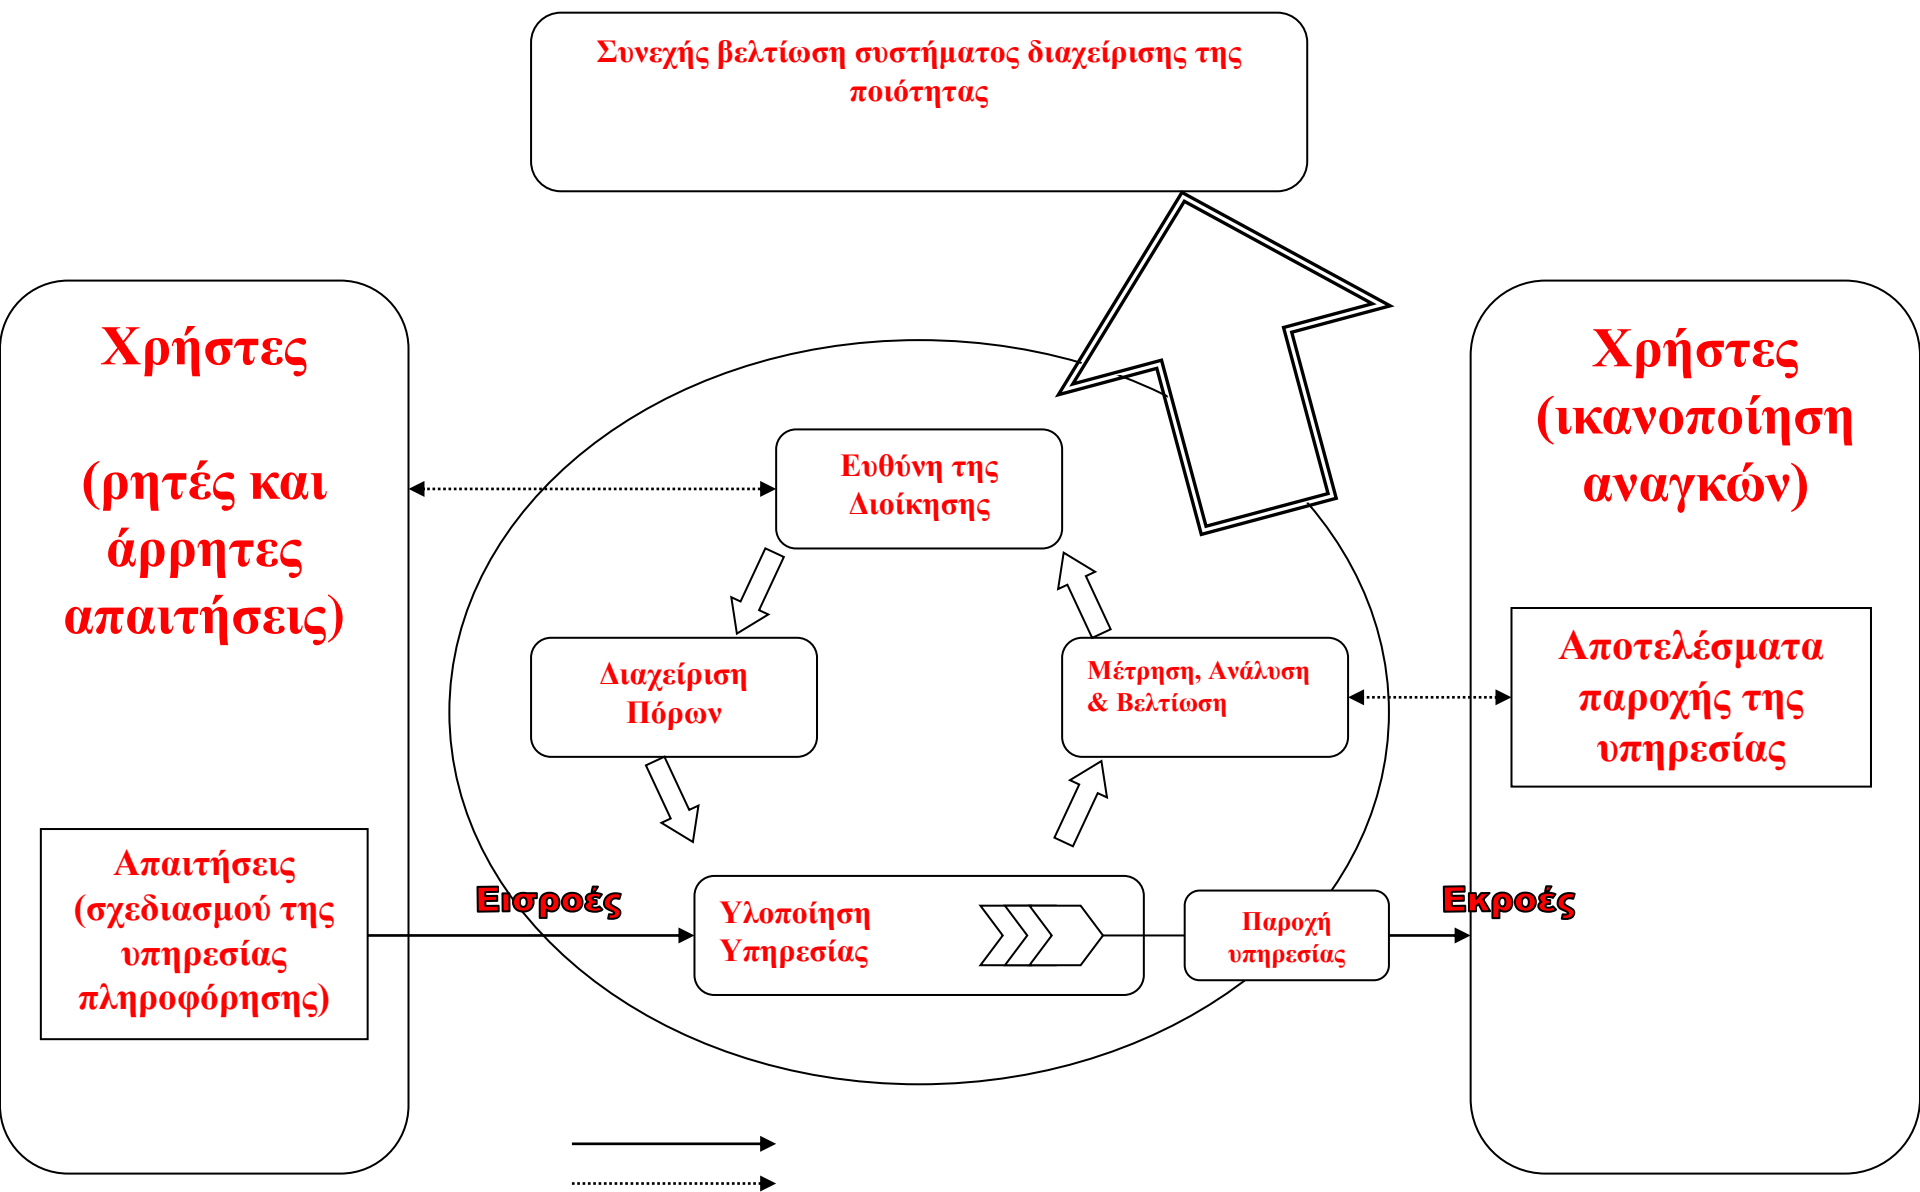 Συνεχής βελτίωση συστήματος διαχείρισης της
ποιότητας
Χρήστες
(ρητές και
άρρητες
απαιτήσεις)
Απαιτήσεις
(σχεδιασμού της
υπηρεσίας
πληροφόρησης)
Εισροές
Ευθύνη της
Διοίκησης
Διαχείριση
Πόρων
Μέτρηση, Ανάλυση
& Βελτίωση
Υλοποίηση
Υπηρεσίας
Παροχή
υπηρεσίας
Εκροές
Χρήστες
(ικανοποίηση
αναγκών)
Αποτελέσματα
παροχής της
υπηρεσίας